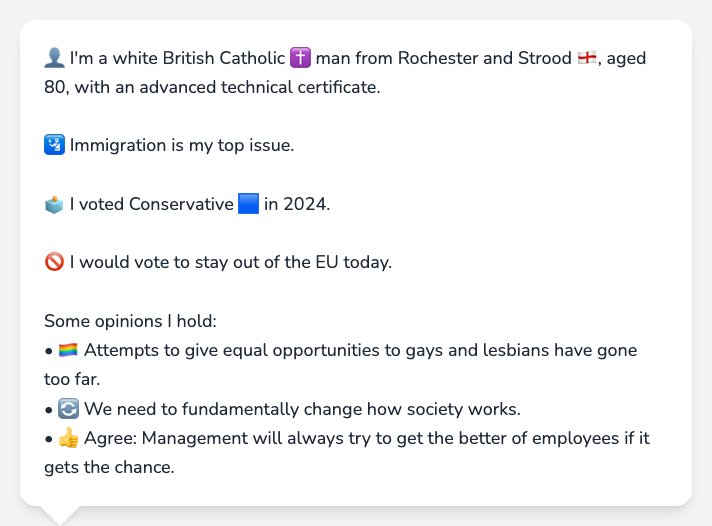 👤 I'm a white British Catholic ✝️ man from Rochester and Strood 🏴󠁧󠁢󠁥󠁮󠁧󠁿, aged
80, with an advanced technical certificate.
🛂 Immigration is my top issue.
🗳️ I voted Conservative 🟦 in 2024.
🚫 I would vote to stay out of the EU today.
Some opinions I hold:
• 🏳️‍🌈 Attempts to give equal opportunities to gays and lesbians have gone
too far.
• 🔄 We need to fundamentally change how society works.
• 👍 Agree: Management will always try to get the better of employees if it
gets the chance.